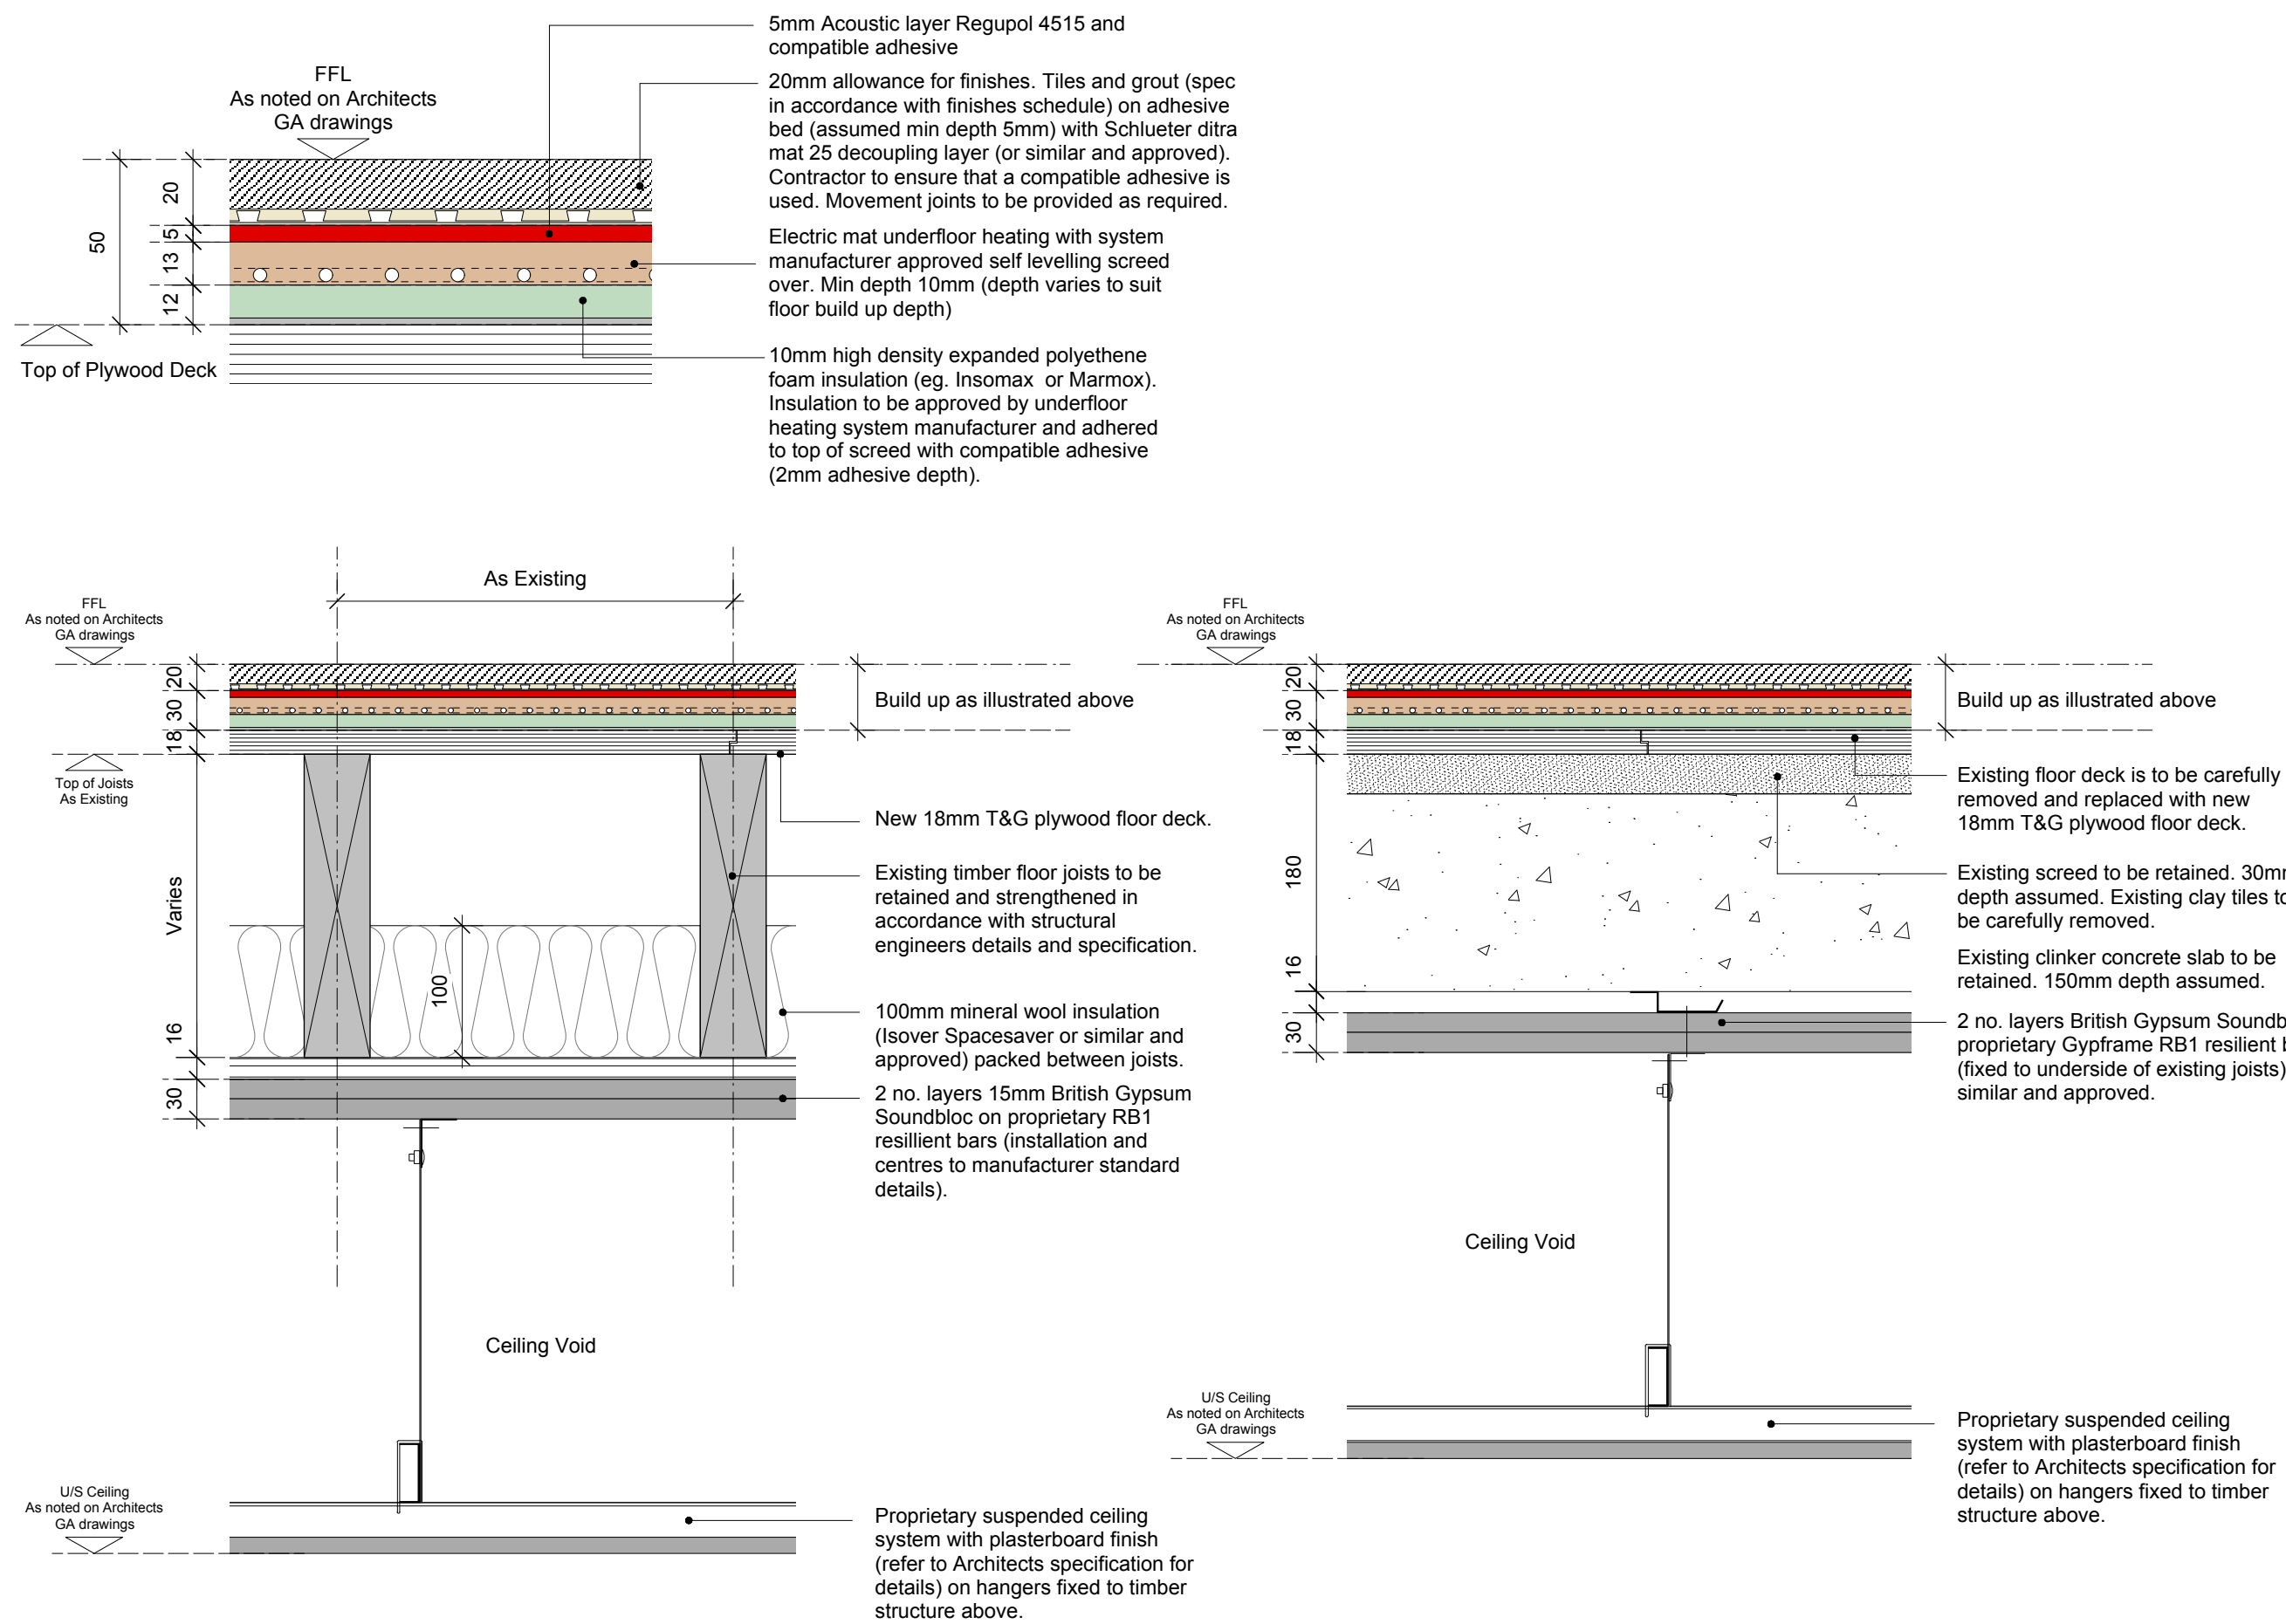 5mm Acoustic layer Regupol 4515 and
compatible adhesive
20mm allowance for finishes. Tiles and grout (spec
in accordance with finishes schedule) on adhesive
bed (assumed min depth 5mm) with Schlueter ditra
mat 25 decoupling layer (or similar and approved).
Contractor to ensure that a compatible adhesive is
used. Movement joints to be provided as required.
Electric mat underfloor heating with system
manufacturer approved self levelling screed
over. Min depth 10mm (depth varies to suit
floor build up depth)
10mm high density expanded polyethene
foam insulation (eg. Insomax or Marmox).
Insulation to be approved by underfloor
heating system manufacturer and adhered
to top of screed with compatible adhesive
(2mm adhesive depth).
FFL
As noted on Architects
GA drawings
50
20
5
13
12
Top of Plywood Deck
As Existing
FFL
As noted on Architects
GA drawings
20
30
18
Top of Joists
As Existing
Varies
100
16
30
Build up as illustrated above
New 18mm T&G plywood floor deck.
Existing timber floor joists to be
retained and strengthened in
accordance with structural
engineers details and specification.
100mm mineral wool insulation
(Isover Spacesaver or similar and
approved) packed between joists.
2 no. layers 15mm British Gypsum
Soundbloc on proprietary RB1
resillient bars (installation and
centres to manufacturer standard
details).
Ceiling Void
U/S Ceiling
As noted on Architects
GA drawings
Proprietary suspended ceiling
system with plasterboard finish
(refer to Architects specification for
details) on hangers fixed to timber
structure above.
FFL
As noted on Architects
GA drawings
20
30
18
180
16
30
Build up as illustrated above
Existing floor deck is to be carefully
removed and replaced with new
18mm T&G plywood floor deck.
Existing screed to be retained.
depth assumed. Existing clay tiles
be carefully removed.
Existing clinker concrete slab to be
retained. 150mm depth assumed.
2 no. layers British Gypsum
proprietary Gypframe RB1 resilient
(fixed to underside of existing joists)
similar and approved.
Ceiling Void
U/S Ceiling
As noted on Architects
GA drawings
Proprietary suspended ceiling
system with plasterboard finish
(refer to Architects specification for
details) on hangers fixed to timber
structure above.